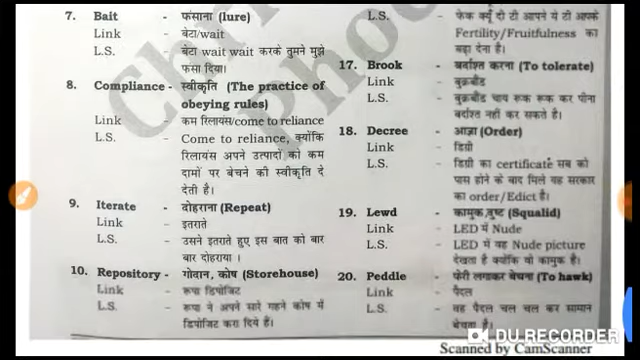 7. Bait - फंसाना (lure)
Link - बेटा/wait
L.S. - बेटा wait wait करके तुमने मुझे
फंसा दिया।
8. Compliance - स्वीकृति (The practice of
obeying rules)
Link - कम रिलायंस/come to reliance
L.S. - Come to reliance, क्योंकि
रिलायंस अपने उत्पादों को कम
दामों पर बेचने की स्वीकृति दे
देती है।
9. Iterate - दोहराना (Repeat)
Link - इतराते
L.S. - उसने इतराते हुए इस बात को बार
बार दोहराया ।
10. Repository - गोदान, कोष (Storehouse)
Link - रूपा डिपोजिट
L.S. - रूपा ने अपने सारे गहने कोष में
डिपोजिट करा दिये हैं।
L.S. - फेक क्यूँ दी टी आपने ये टी आपके
Fertility/Fruitfulness का
बढ़ा देना है।
17. Brook - बर्दाश्त करना (To tolerate)
Link - बुकबौंड
L.S. - बुकबौंड चाय रूक रूक कर पीना
बर्दाश्त नहीं कर सकते है।
18. Decree - आज्ञा (Order)
Link - डिग्री
L.S. - डिग्री का certificate सब को
पास होने के बाद मिले यह सरकार
का order/Edict है।
19. Lewd - कामुक, दुष्ट (Squalid)
Link - LED में Nude
L.S. - LED में वह Nude picture
देखता है क्योंकि वो कामुक है।
20. Peddle - फेरी लगाकर बेचना (To hawk)
Link - पैदल
L.S. - वह पैदल चल चल कर सामान
बेचता है।
DU RECORDER
Scanned by CamScanner